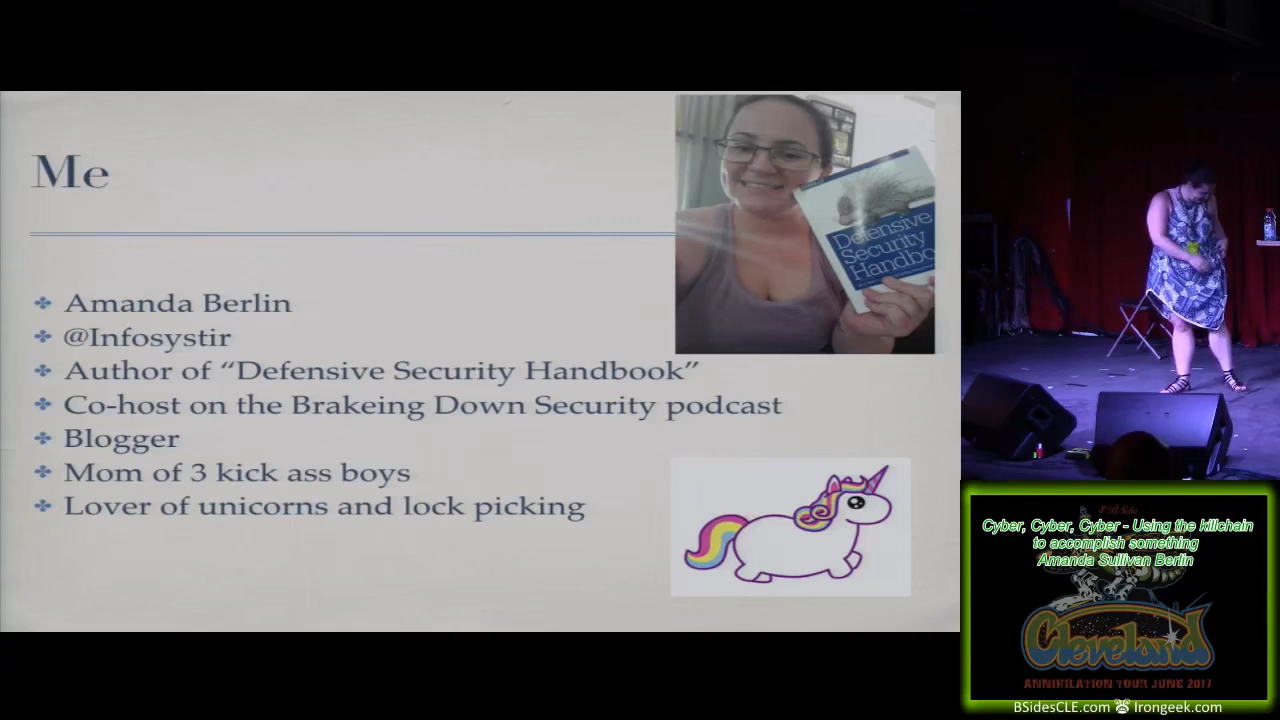 Me
Amanda Berlin
@Infosystir
Author of “Defensive Security Handbook”
Co-host on the Brakeing Down Security podcast
Blogger
Mom of 3 kick ass boys
Lover of unicorns and lock picking
Defensive
Security
Handbo
Cyber, Cyber, Cyber - Using the killchain
to accomplish something
Amanda Sullivan Berlin
Cleveland
ANNIHILATION TOUR JUNE 2017
BSidesCLE.com Irongeek.com